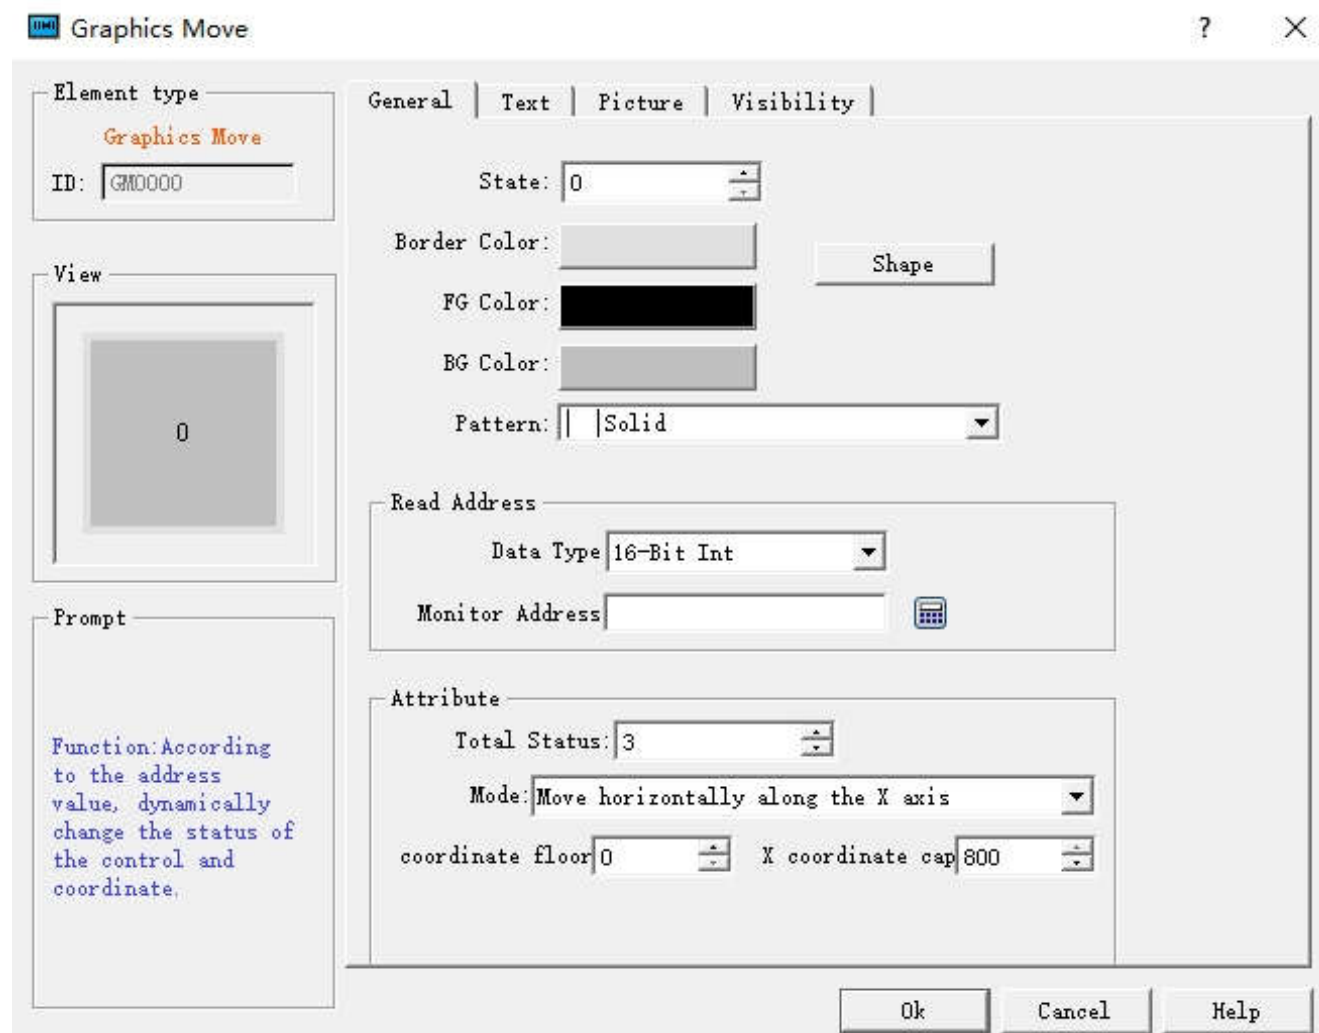 Graphics Move
Element type
Graphics Move
ID: GM0000
View
0
Prompt
Function:According
to the address
value, dynamically
change the status of
the control and
coordinate.
General Text Picture Visibility
State: 0
Border Color:
Shape
FG Color:
BG Color:
Pattern: Solid
Read Address
Data Type 16-Bit Int
Monitor Address
Attribute
Total Status: 3
Mode: Move horizontally along the X axis
coordinate floor 0 X coordinate cap 800
Ok Cancel Help